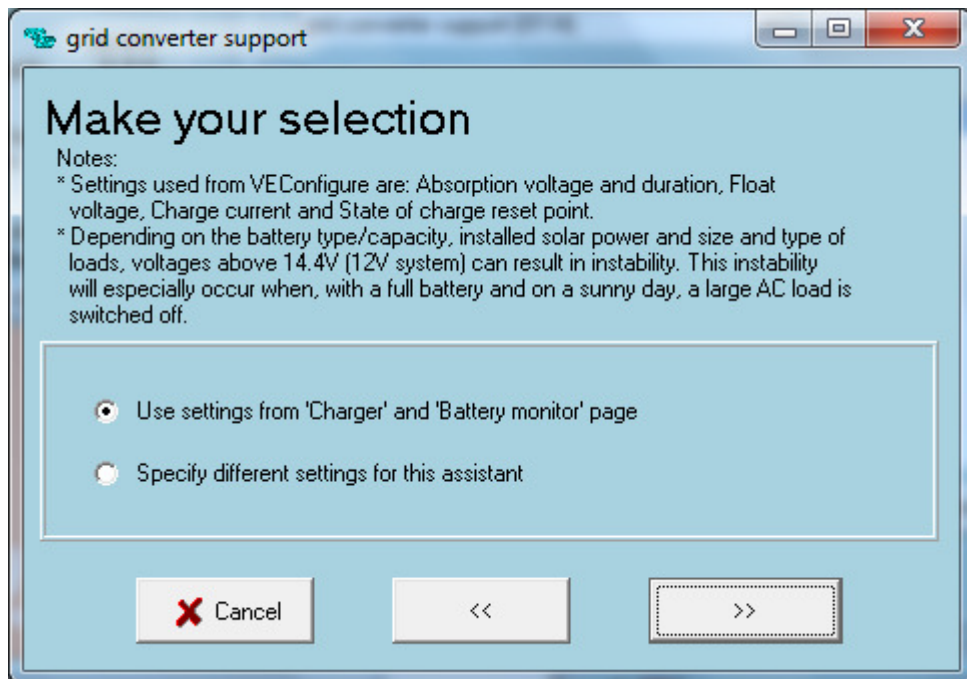 grid converter support
Make your selection
Notes:
* Settings used from VEConfigure are: Absorption voltage and duration, Float
voltage, Charge current and State of charge reset point.
* Depending on the battery type/capacity, installed solar power and size and type of
loads, voltages above 14.4V (12V system) can result in instability. This instability
will especially occur when, with a full battery and on a sunny day, a large AC load is
switched off.
Use settings from 'Charger' and 'Battery monitor' page
Specify different settings for this assistant
Cancel
<<
>>